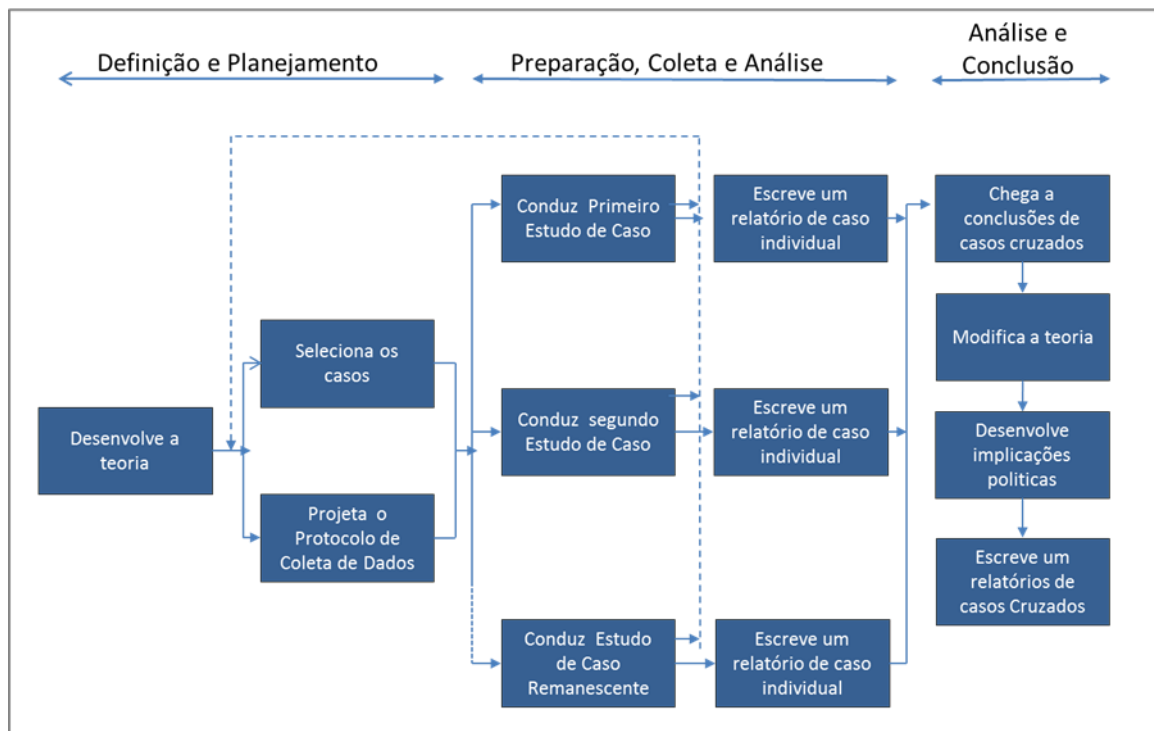 Definição e Planejamento
Preparação, Coleta e Análise
Análise e
Conclusão
Desenvolve a
teoria
Seleciona os
casos
Projeta o
Protocolo de
Coleta de Dados
Conduz Primeiro
Estudo de Caso
Conduz segundo
Estudo de Caso
Conduz Estudo
de Caso
Remanescente
Escreve um
relatório de caso
individual
Escreve um
relatório de caso
individual
Escreve um
relatório de caso
individual
Chega a
conclusões de
casos cruzados
Modifica a teoria
Desenvolve
implicações
politicas
Escreve um
relatórios de
casos Cruzados